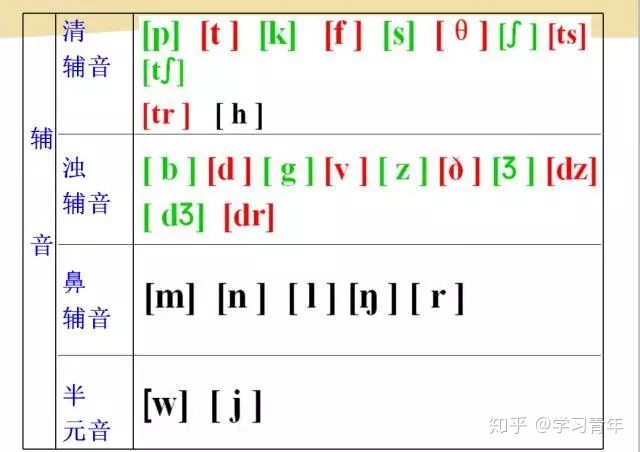 辅
音
清
辅音
[p] [t ] [k] [f ] [s] [ θ ] [ʃ ] [ts]
[tʃ]
[tr ] [ h ]
浊
辅音
[ b ] [d ] [ g ] [v ] [ z ] [ð ] [Ʒ ] [dz]
[ dƷ] [dr]
鼻
辅音
[m] [n ] [ l ] [ŋ ] [ r ]
半
元音
[w] [ j ]
知乎 @学习青年